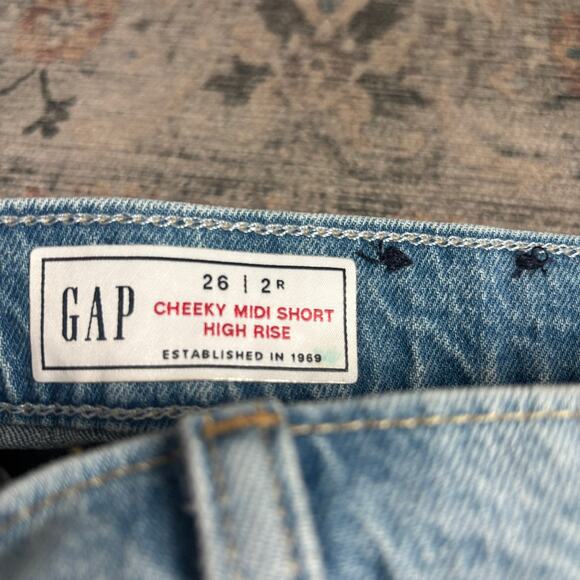 GAP
26 | 2R
CHEEKY MIDI SHORT
HIGH RISE
ESTABLISHED IN 1969